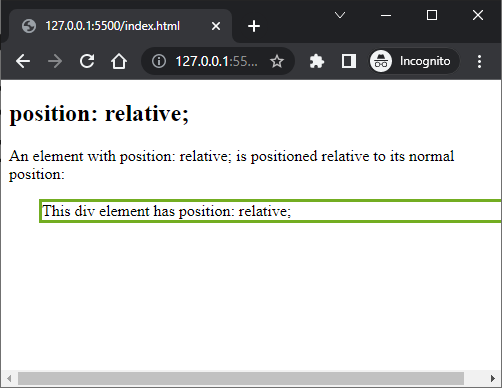 127.0.0.1:5500/index.html
127.0.0.1:55... Incognito
position: relative;
An element with position: relative; is positioned relative to its normal
position:
This div element has position: relative;